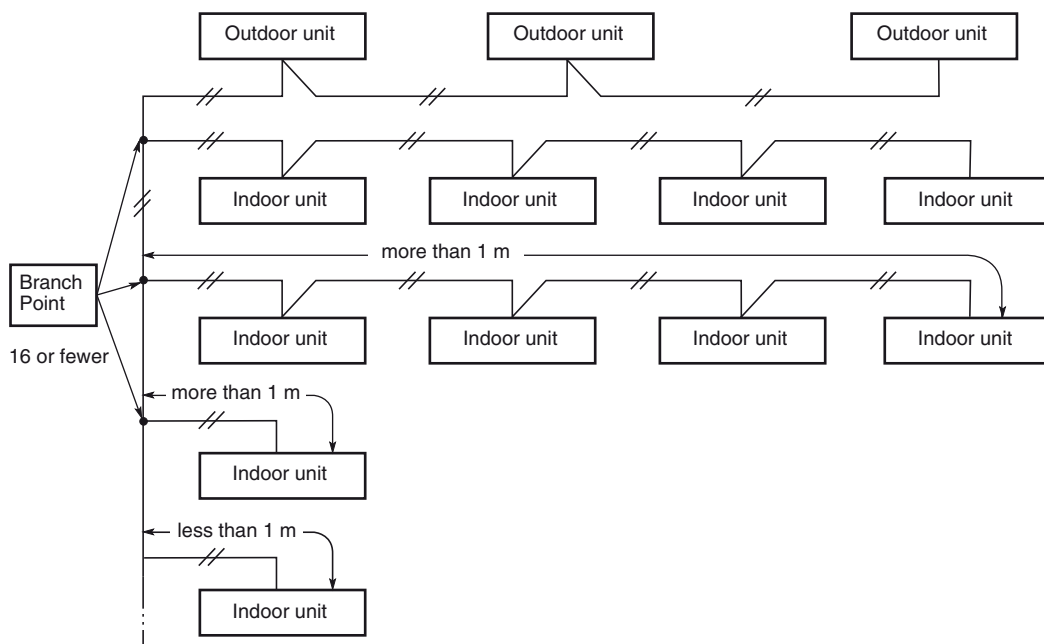 Outdoor unit Outdoor unit Outdoor unit
Indoor unit Indoor unit Indoor unit Indoor unit
more than 1 m
Branch
Point
Indoor unit Indoor unit Indoor unit Indoor unit
16 or fewer
more than 1 m
Indoor unit
less than 1 m
Indoor unit